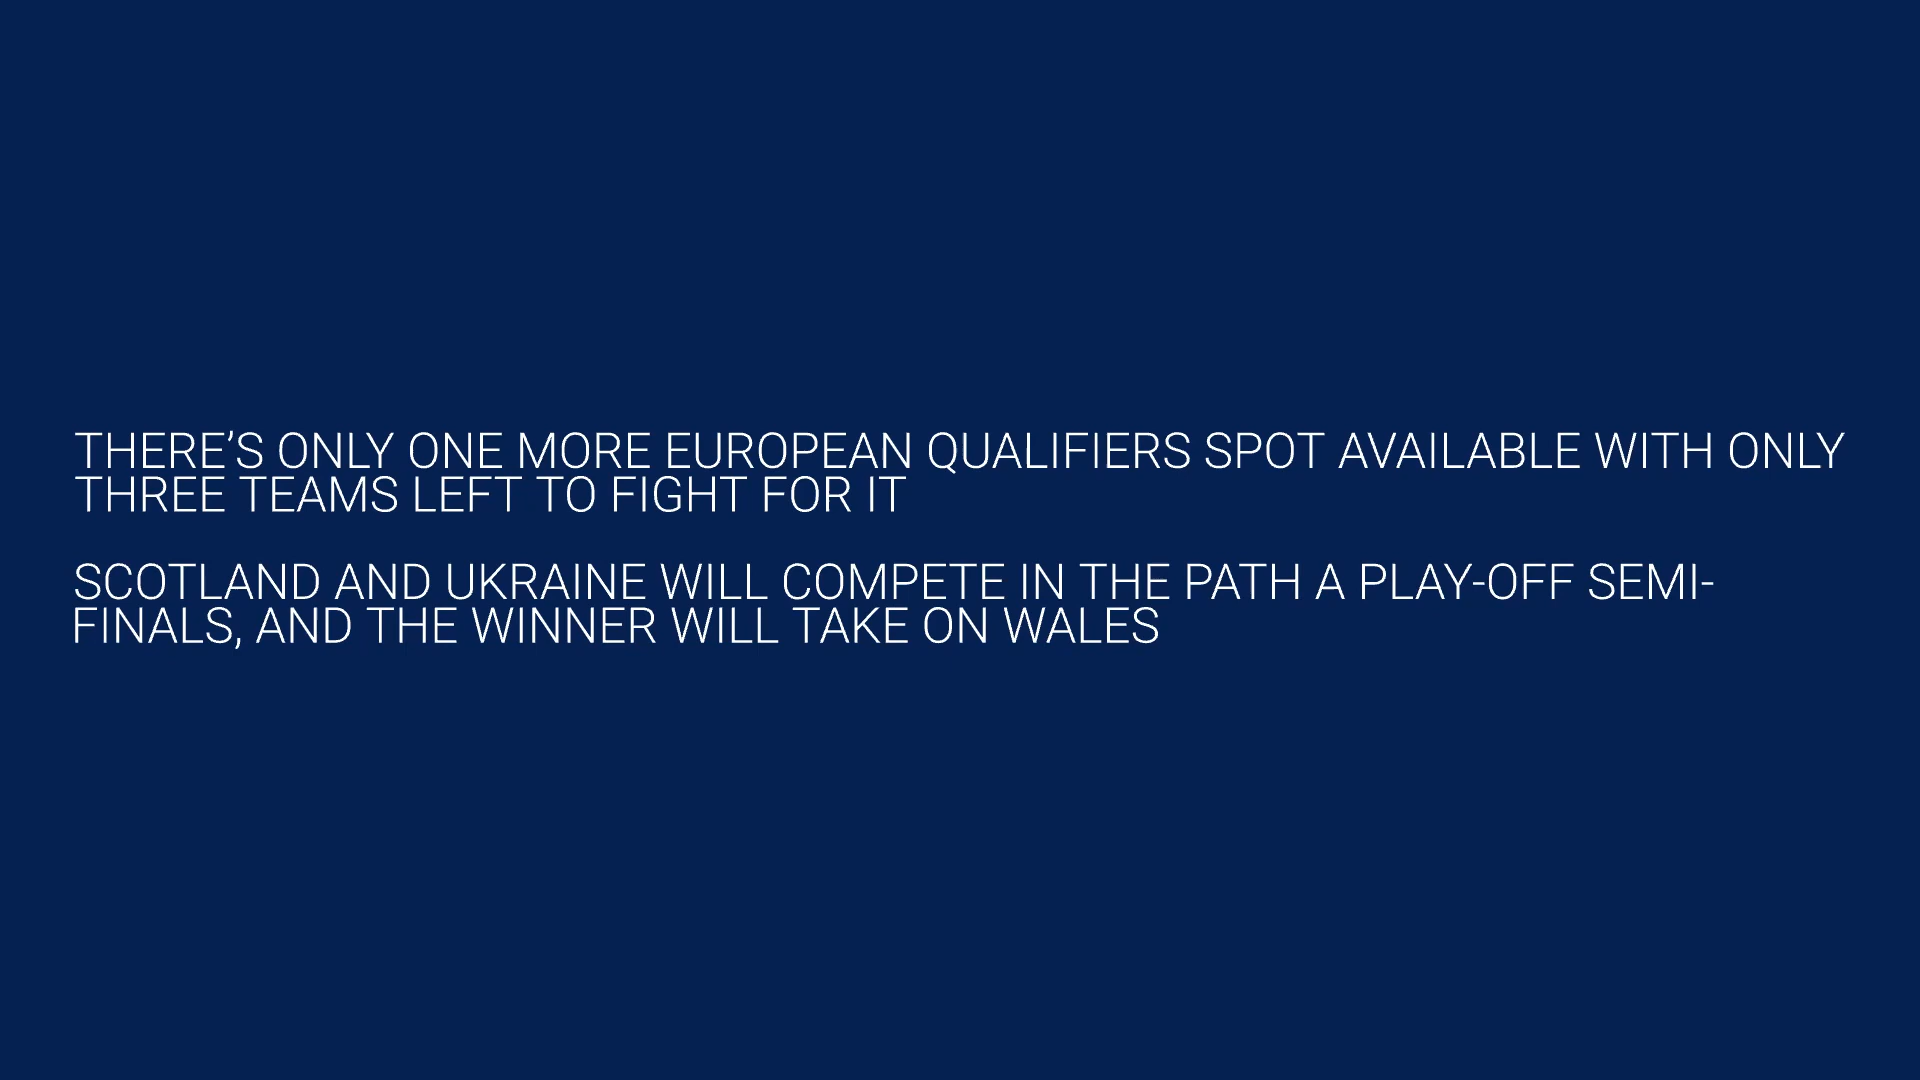 THERE’S ONLY ONE MORE EUROPEAN QUALIFIERS SPOT AVAILABLE WITH ONLY
THREE TEAMS LEFT TO FIGHT FOR IT
SCOTLAND AND UKRAINE WILL COMPETE IN THE PATH A PLAY-OFF SEMI-
FINALS, AND THE WINNER WILL TAKE ON WALES